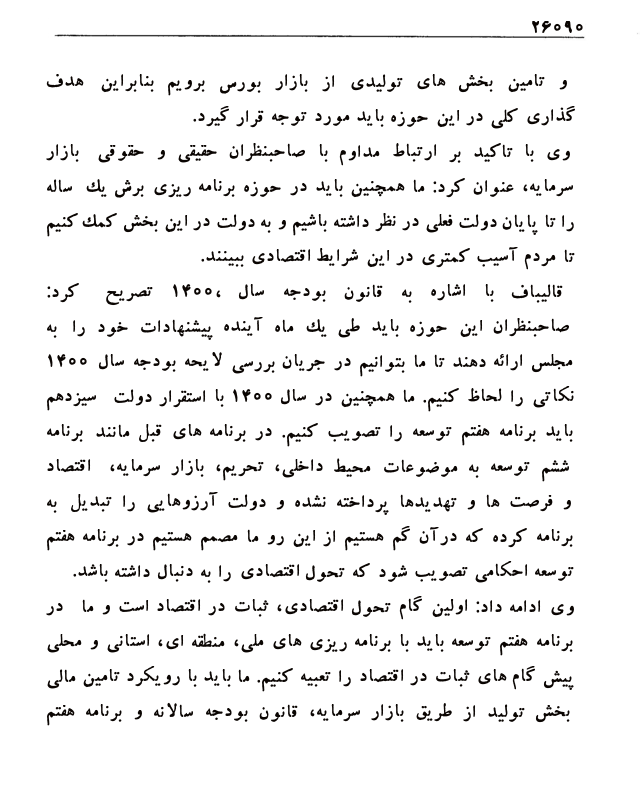 ۲۶۰۹۰
و تامین بخش های تولیدی از بازار بورس برویم بنابراین هدف
گذاری کلی در این حوزه باید مورد توجه قرار گیرد.
وی با تاکید بر ارتباط مداوم با صاحبنظران حقیقی و حقوقی بازار
سرمایه، عنوان کرد: ما همچنین باید در حوزه برنامه ریزی برش یك ساله
را تا پایان دولت فعلی در نظر داشته باشیم و به دولت در این بخش کمك کنیم
تا مردم آسیب کمتری در این شرایط اقتصادی ببینند.
قالیباف با اشاره به قانون بودجه سال ۱۴۰۰، تصریح کرد:
صاحبنظران این حوزه باید طی یك ماه آینده پیشنهادات خود را به
مجلس ارائه دهند تا ما بتوانیم در جریان بررسی لایحه بودجه سال ۱۴۰۰
نکاتی را لحاظ کنیم. ما همچنین در سال ۱۴۰۰ با استقرار دولت سیزدهم
باید برنامه هفتم توسعه را تصویب کنیم. در برنامه های قبل مانند برنامه
ششم توسعه به موضوعات محیط داخلی، تحریم، بازار سرمایه، اقتصاد
و فرصت ها و تهدیدها پرداخته نشده و دولت آرزوهایی را تبدیل به
برنامه کرده که درآن گم هستیم از این رو ما مصمم هستیم در برنامه هفتم
توسعه احکامی تصویب شود که تحول اقتصادی را به دنبال داشته باشد.
وی ادامه داد: اولین گام تحول اقتصادی، ثبات در اقتصاد است و ما در
برنامه هفتم توسعه باید با برنامه ریزی های ملی، منطقه ای، استانی و محلی
پیش گام های ثبات در اقتصاد را تعبیه کنیم. ما باید با رویکرد تامین مالی
بخش تولید از طریق بازار سرمایه، قانون بودجه سالانه و برنامه هفتم